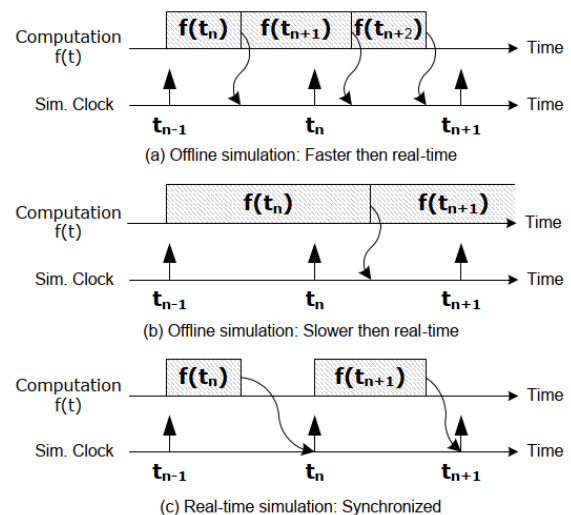 f(tn) f(tn+1) f(tn+2)
Computation
f(t)
Time
Sim. Clock
Time
tn-1 tn tn+1
(a) Offline simulation: Faster then real-time
f(tn) f(tn+1)
Computation
f(t)
Time
Sim. Clock
Time
tn-1 tn tn+1
(b) Offline simulation: Slower then real-time
f(tn) f(tn+1)
Computation
f(t)
Time
Sim. Clock
Time
tn-1 tn tn+1
(c) Real-time simulation: Synchronized